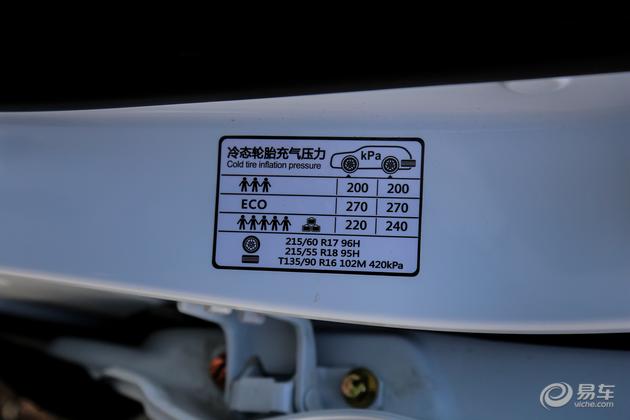 冷态轮胎充气压力
Cold tire inflation pressure
kPa
200 200
ECO 270 270
220 240
215/60 R17 96H
215/55 R18 95H
T135/90 R16 102M 420kPa
易车
yiche.com